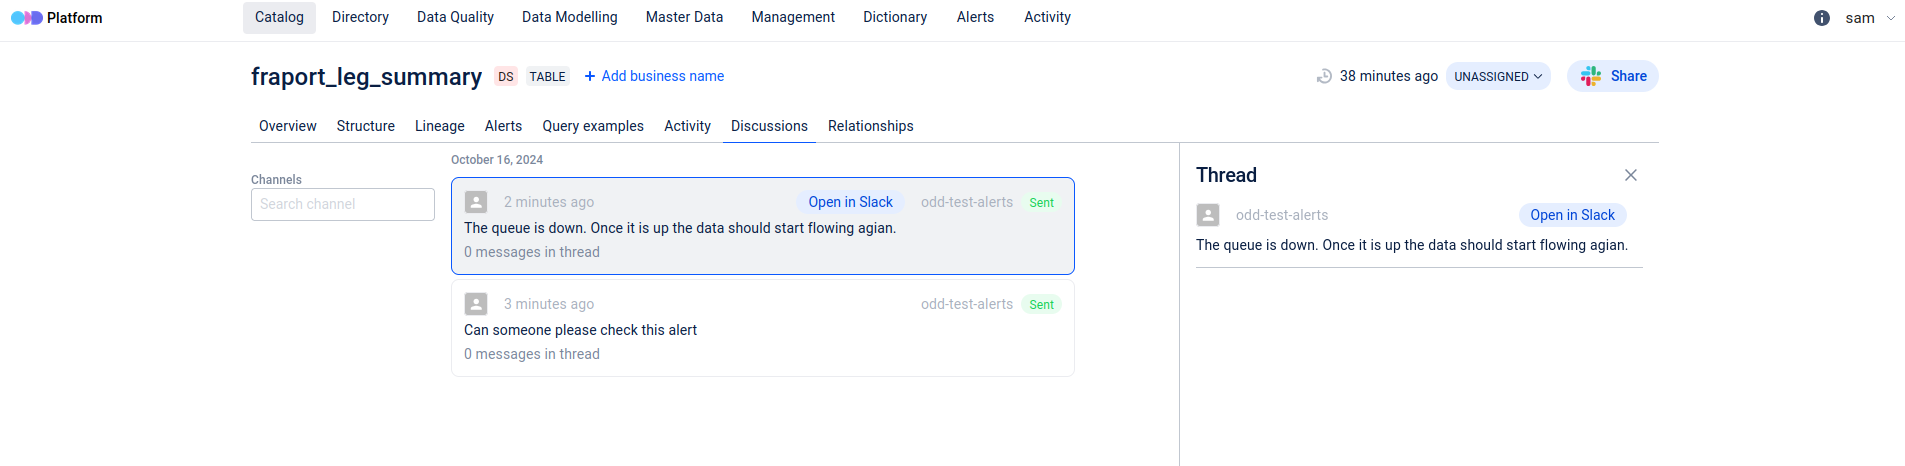 Platform Catalog Directory Data Quality Data Modelling Master Data Management Dictionary Alerts Activity sam
fraport_leg_summary DS TABLE + Add business name 38 minutes ago UNASSIGNED Share
Overview Structure Lineage Alerts Query examples Activity Discussions Relationships
Channels
Search channel
October 16, 2024
2 minutes ago Open in Slack odd-test-alerts Sent
The queue is down. Once it is up the data should start flowing agian.
0 messages in thread
3 minutes ago odd-test-alerts Sent
Can someone please check this alert
0 messages in thread
Thread
odd-test-alerts Open in Slack
The queue is down. Once it is up the data should start flowing agian.